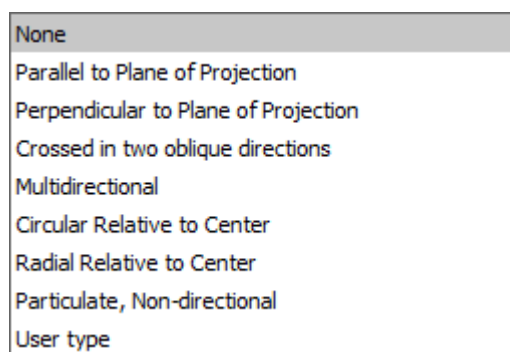 None
Parallel to Plane of Projection
Perpendicular to Plane of Projection
Crossed in two oblique directions
Multidirectional
Circular Relative to Center
Radial Relative to Center
Particulate, Non-directional
User type